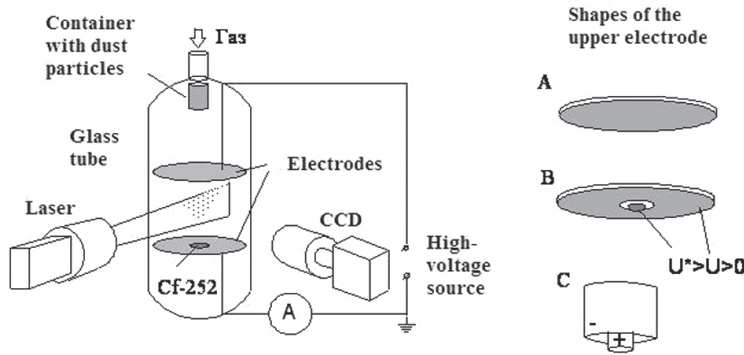 Container
with dust
particles
Газ
Glass
tube
Electrodes
Laser
CCD
Cf-252
High-
voltage
source
A
Shapes of the
upper electrode
A
B
U*>U>0
C
-
+